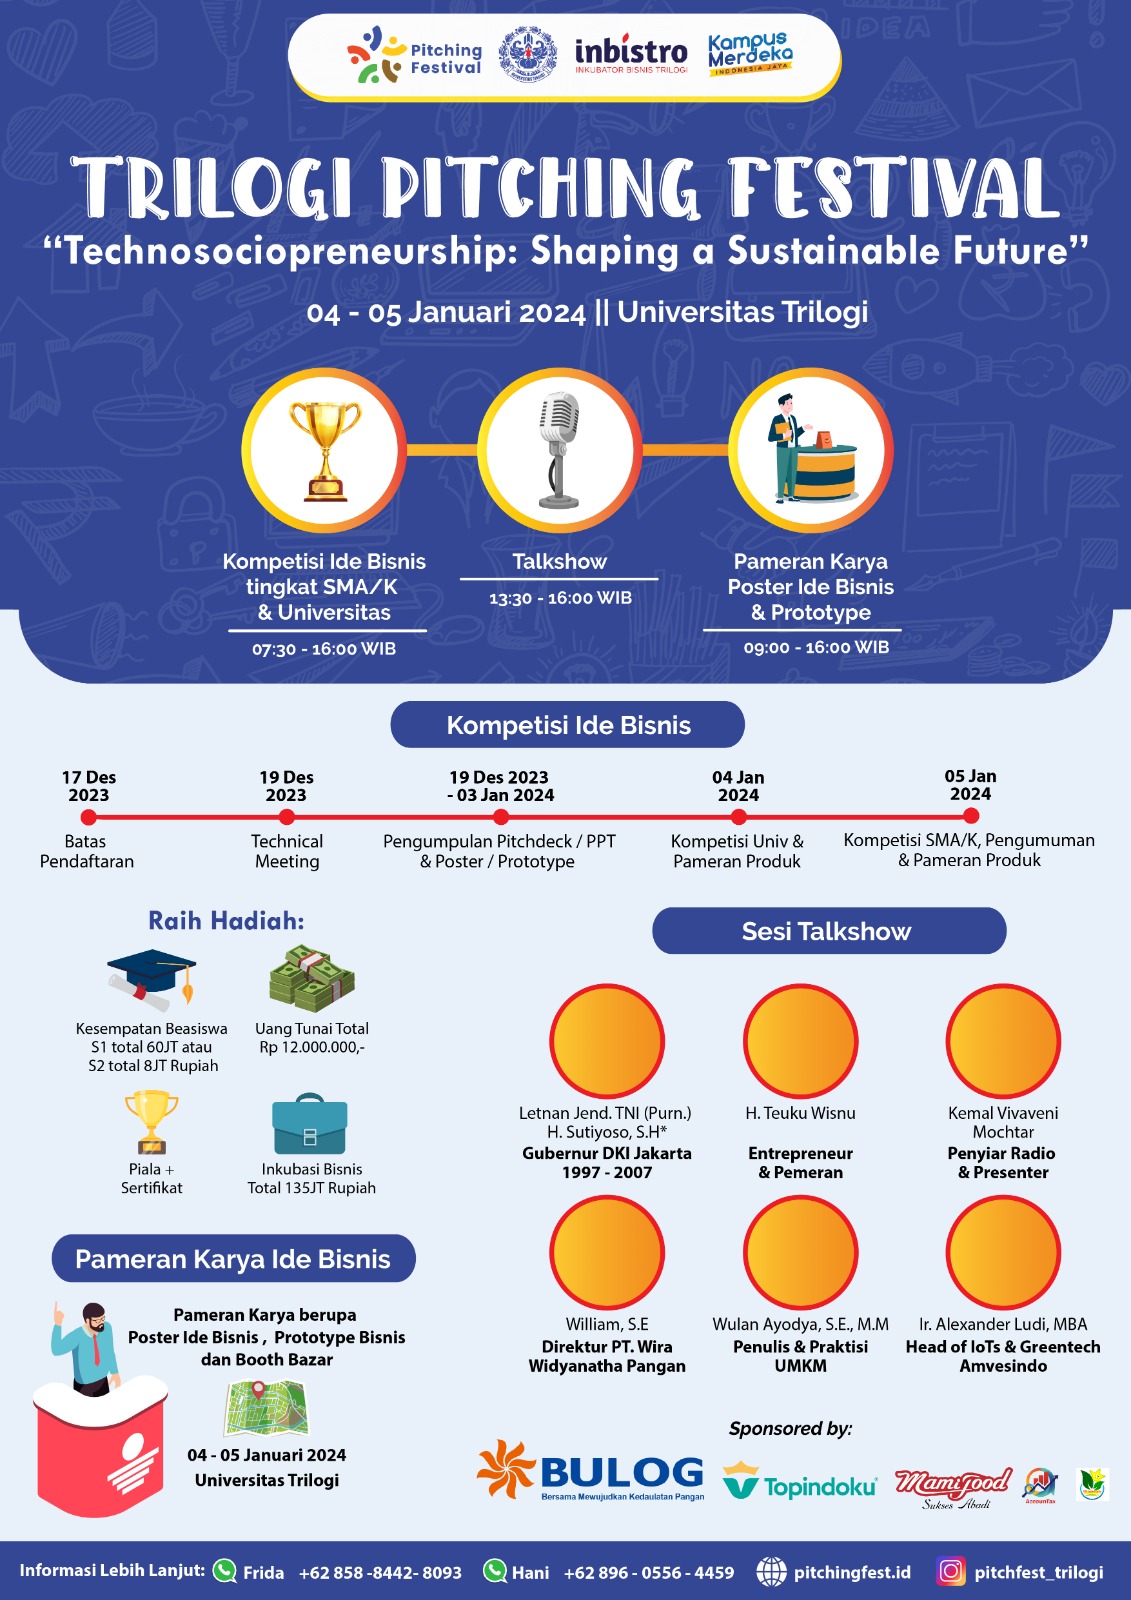 Pitching
Festival
inbistro
INKUBATOR BISNIS TRILOGI
Kampus
Merdeka
INDONESIA JAYA
TRILOGI PITCHING FESTIVAL
“Technosociopreneurship: Shaping a Sustainable Future”
04 - 05 Januari 2024 || Universitas Trilogi
Kompetisi Ide Bisnis
tingkat SMA/K
& Universitas
07:30 - 16:00 WIB
Talkshow
13:30 - 16:00 WIB
Pameran Karya
Poster Ide Bisnis
& Prototype
09:00 - 16:00 WIB
Kompetisi Ide Bisnis
17 Des
2023
Batas
Pendaftaran
19 Des
2023
Technical
Meeting
19 Des 2023
- 03 Jan 2024
Pengumpulan Pitchdeck / PPT
& Poster / Prototype
04 Jan
2024
Kompetisi Univ &
Pameran Produk
05 Jan
2024
Kompetisi SMA/K, Pengumuman
& Pameran Produk
Raih Hadiah:
Kesempatan Beasiswa
S1 total 60JT atau
S2 total 8JT Rupiah
Uang Tunai Total
Rp 12.000.000,-
Piala +
Sertifikat
Inkubasi Bisnis
Total 135JT Rupiah
Pameran Karya Ide Bisnis
Pameran Karya berupa
Poster Ide Bisnis , Prototype Bisnis
dan Booth Bazar
04 - 05 Januari 2024
Universitas Trilogi
Sesi Talkshow
Letnan Jend. TNI (Purn.)
H. Sutiyoso, S.H*
Gubernur DKI Jakarta
1997 - 2007
H. Teuku Wisnu
Entrepreneur
& Pemeran
Kemal Vivaveni
Mochtar
Penyiar Radio
& Presenter
William, S.E
Direktur PT. Wira
Widyanatha Pangan
Wulan Ayodya, S.E., M.M
Penulis & Praktisi
UMKM
Ir. Alexander Ludi, MBA
Head of IoTs & Greentech
Amvesindo
Sponsored by:
BULOG
Bersama Mewujudkan Kedaulatan Pangan
Topindoku
Mamifood
Sukses Abadi
AccounTax
Informasi Lebih Lanjut:
Frida +62 858 -8442- 8093
Hani +62 896 - 0556 - 4459
pitchingfest.id
pitchfest_trilogi